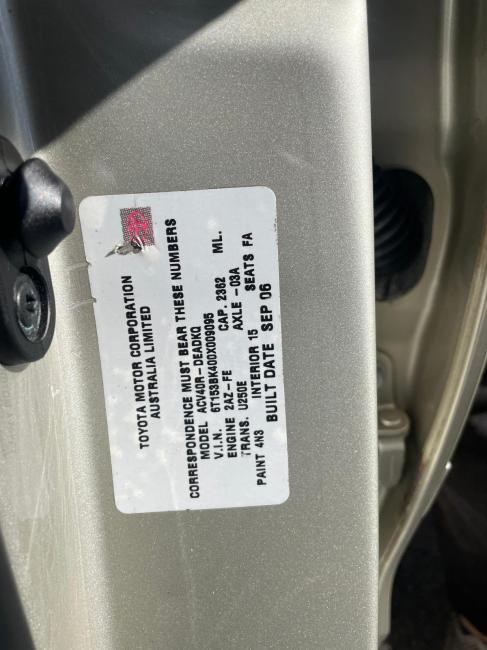 TOYOTA MOTOR CORPORATION
AUSTRALIA LIMITED
CORRESPONDENCE MUST BEAR THESE NUMBERS
MODEL ACV40R-DEADKQ
V.I.N. 6T153BK400X009095
ENGINE 2AZ-FE CAP. 2362 ML.
TRANS. U250E AXLE -03A
PAINT 4N3 INTERIOR 15 SEATS FA
BUILT DATE SEP 06